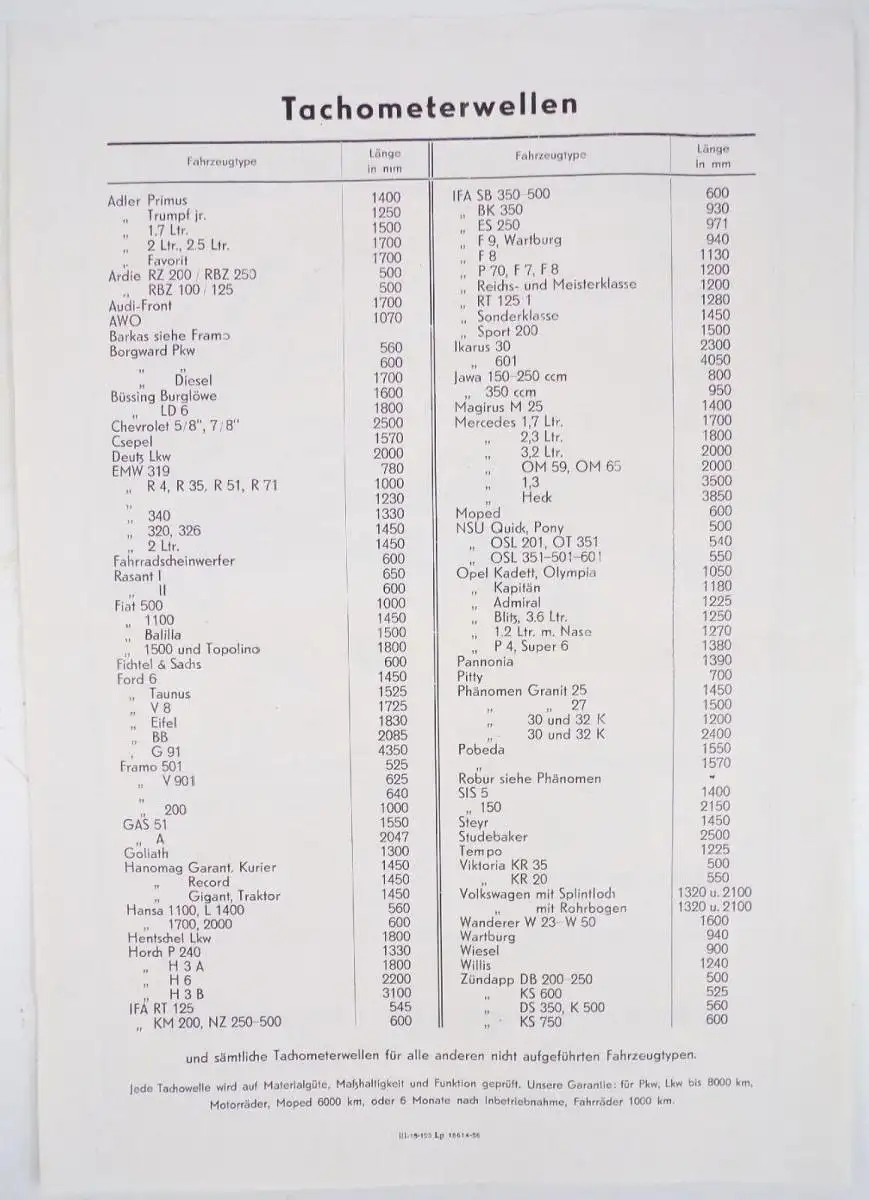 Tachometerwellen
Fahrzeugtype Länge in mm
Adler Primus 1400
„ Trumpf jr. 1250
„ 1,7 Ltr. 1500
„ 2 Ltr., 2,5 Ltr. 1700
„ Favorit 1700
Ardie RZ 200 / RBZ 250 500
„ RBZ 100 / 125 500
Audi-Front 1700
AWO 1070
Barkas siehe Framo
Borgward Pkw 560
„ „ 600
„ Diesel 1700
Büssing Burglöwe 1600
„ LD 6 1800
Chevrolet 5/8", 7/8" 2500
Csepel 1570
Deutz Lkw 2000
EMW 319 780
„ R 4, R 35, R 51, R 71 1000
„ 1230
„ 340 1330
„ 320, 326 1450
„ 2 Ltr. 1450
Fahrradscheinwerfer 600
Rasant I 650
„ II 600
Fiat 500 1000
„ 1100 1450
„ Balilla 1500
„ 1500 und Topolino 1800
Fichtel & Sachs 600
Ford 6 1450
„ Taunus 1525
„ V 8 1725
„ Eifel 1830
„ BB 2085
„ G 91 4350
Framo 501 525
„ V 901 625
„ 640
„ 200 1000
GAS 51 1550
„ A 2047
Goliath 1300
Hanomag Garant, Kurier 1450
„ Record 1450
„ Gigant, Traktor 1450
Hansa 1100, L 1400 560
„ 1700, 2000 600
Hentschel Lkw 1800
Horch P 240 1330
„ H 3 A 1800
„ H 6 2200
„ H 3 B 3100
IFA RT 125 545
„ KM 200, NZ 250-500 600
Fahrzeugtype Länge in mm
IFA SB 350-500 600
„ BK 350 930
„ ES 250 971
„ F 9, Wartburg 940
„ F 8 1130
„ P 70, F 7, F 8 1200
„ Reichs- und Meisterklasse 1200
„ RT 125 1 1280
„ Sonderklasse 1450
„ Sport 200 1500
Ikarus 30 2300
„ 601 4050
Jawa 150-250 ccm 800
„ 350 ccm 950
Magirus M 25 1400
Mercedes 1,7 Ltr. 1700
„ 2,3 Ltr. 1800
„ 3,2 Ltr. 2000
„ OM 59, OM 65 2000
„ 1,3 3500
„ Heck 3850
Moped 600
NSU Quick, Pony 500
„ OSL 201, OT 351 540
„ OSL 351-501-601 550
Opel Kadett, Olympia 1050
„ Kapitän 1180
„ Admiral 1225
„ Blitz, 3,6 Ltr. 1250
„ 1,2 Ltr. m. Nase 1270
„ P 4, Super 6 1380
Pannonia 1390
Pitty 700
Phänomen Granit 25 1450
„ „ 27 1500
„ 30 und 32 K 1200
„ 30 und 32 K 2400
Pobeda 1550
„ 1570
Robur siehe Phänomen -
SIS 5 1400
„ 150 2150
Steyr 1450
Studebaker 2500
Tempo 1225
Viktoria KR 35 500
„ KR 20 550
Volkswagen mit Splintloch 1320 u. 2100
„ mit Rohrbogen 1320 u. 2100
Wanderer W 23-W 50 1600
Wartburg 940
Wiesel 900
Willis 1240
Zündapp DB 200-250 500
„ KS 600 525
„ DS 350, K 500 560
„ KS 750 600
und sämtliche Tachometerwellen für alle anderen nicht aufgeführten Fahrzeugtypen.
Jede Tachowelle wird auf Materialgüte, Maßhaltigkeit und Funktion geprüft. Unsere Garantie: für Pkw, Lkw bis 8000 km,
Motorräder, Moped 6000 km, oder 6 Monate nach Inbetriebnahme, Fahrräder 1000 km.